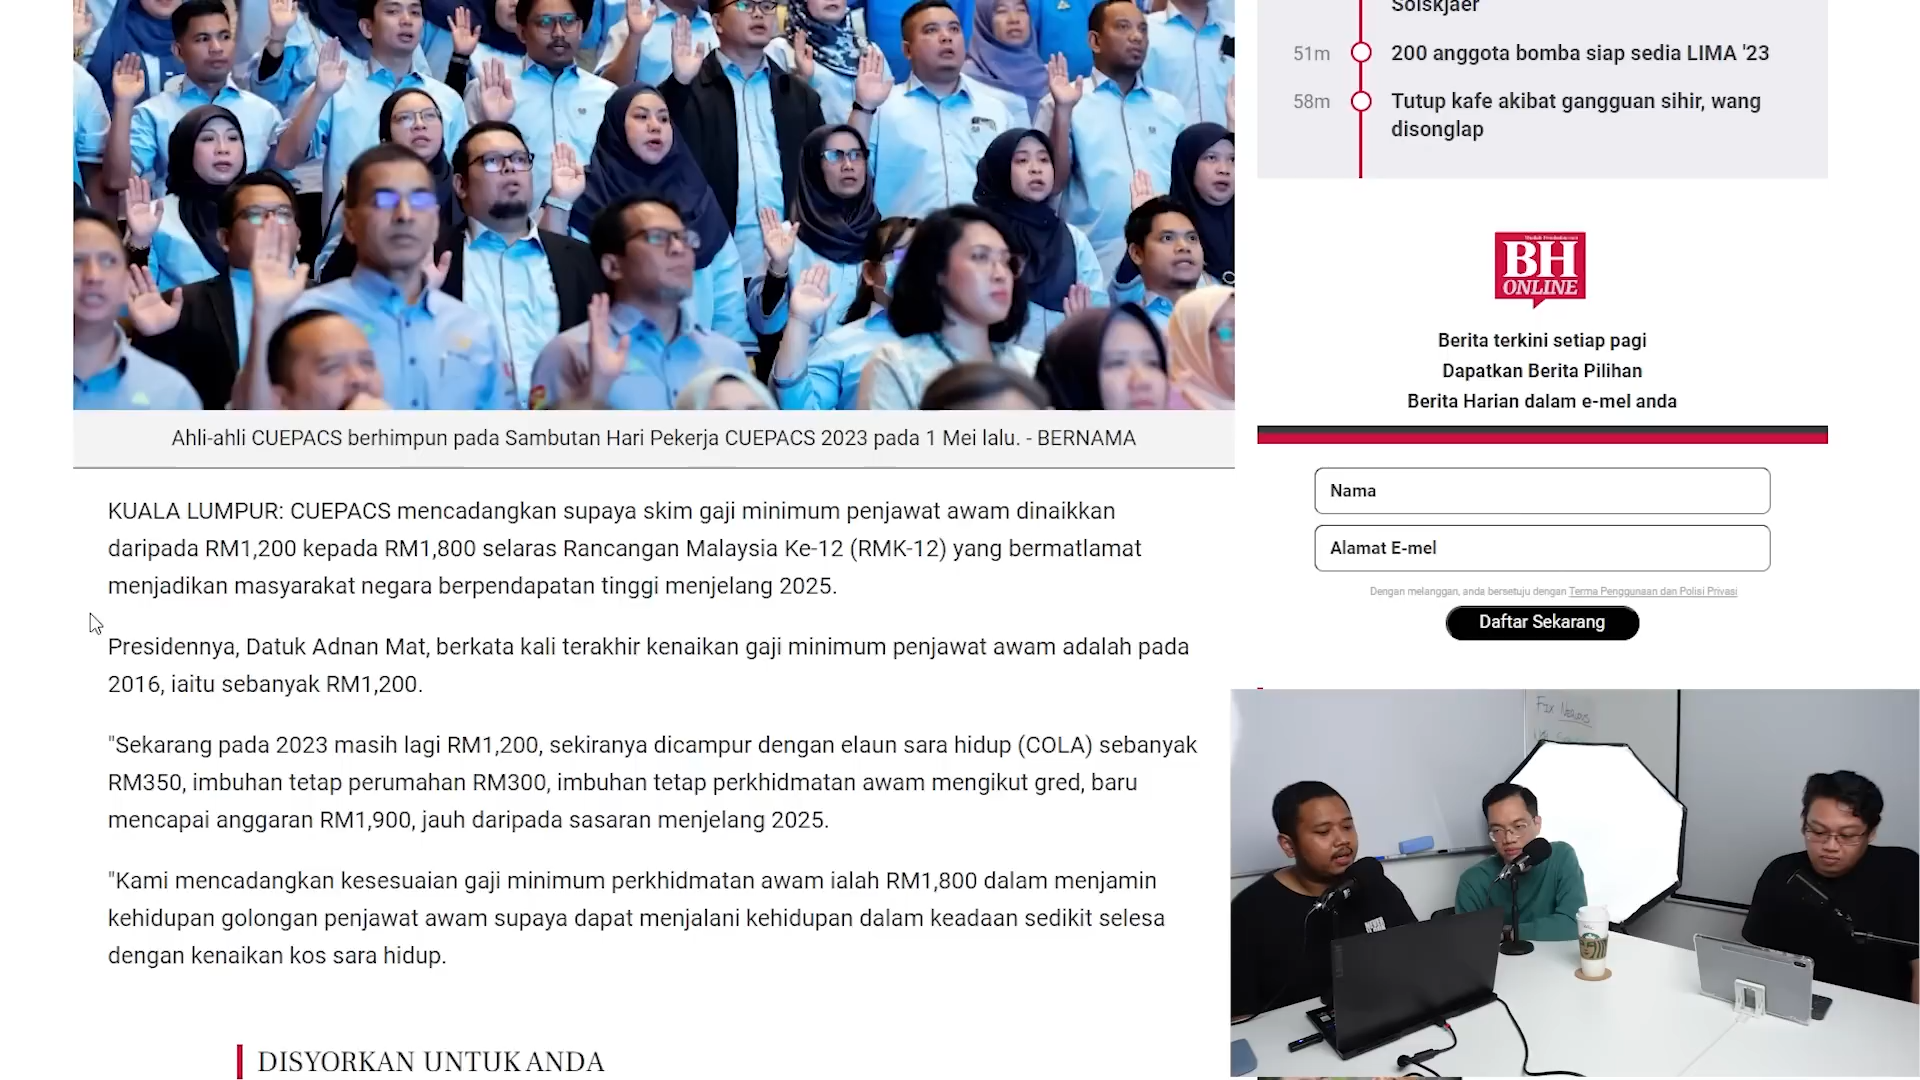 Solskjaer
51m
200 anggota bomba siap sedia LIMA '23
58m
Tutup kafe akibat gangguan sihir, wang
disonglap
BH
ONLINE
Berita terkini setiap pagi
Dapatkan Berita Pilihan
Berita Harian dalam e-mel anda
Nama
Alamat E-mel
Dengan melanggan, anda bersetuju dengan Terma Penggunaan dan Polisi Privasi
Daftar Sekarang
Ahli-ahli CUEPACS berhimpun pada Sambutan Hari Pekerja CUEPACS 2023 pada 1 Mei lalu. - BERNAMA
KUALA LUMPUR: CUEPACS mencadangkan supaya skim gaji minimum penjawat awam dinaikkan
daripada RM1,200 kepada RM1,800 selaras Rancangan Malaysia Ke-12 (RMK-12) yang bermatlamat
menjadikan masyarakat negara berpendapatan tinggi menjelang 2025.
Presidennya, Datuk Adnan Mat, berkata kali terakhir kenaikan gaji minimum penjawat awam adalah pada
2016, iaitu sebanyak RM1,200.
"Sekarang pada 2023 masih lagi RM1,200, sekiranya dicampur dengan elaun sara hidup (COLA) sebanyak
RM350, imbuhan tetap perumahan RM300, imbuhan tetap perkhidmatan awam mengikut gred, baru
mencapai anggaran RM1,900, jauh daripada sasaran menjelang 2025.
"Kami mencadangkan kesesuaian gaji minimum perkhidmatan awam ialah RM1,800 dalam menjamin
kehidupan golongan penjawat awam supaya dapat menjalani kehidupan dalam keadaan sedikit selesa
dengan kenaikan kos sara hidup.
DISYORKAN UNTUK ANDA
FIX